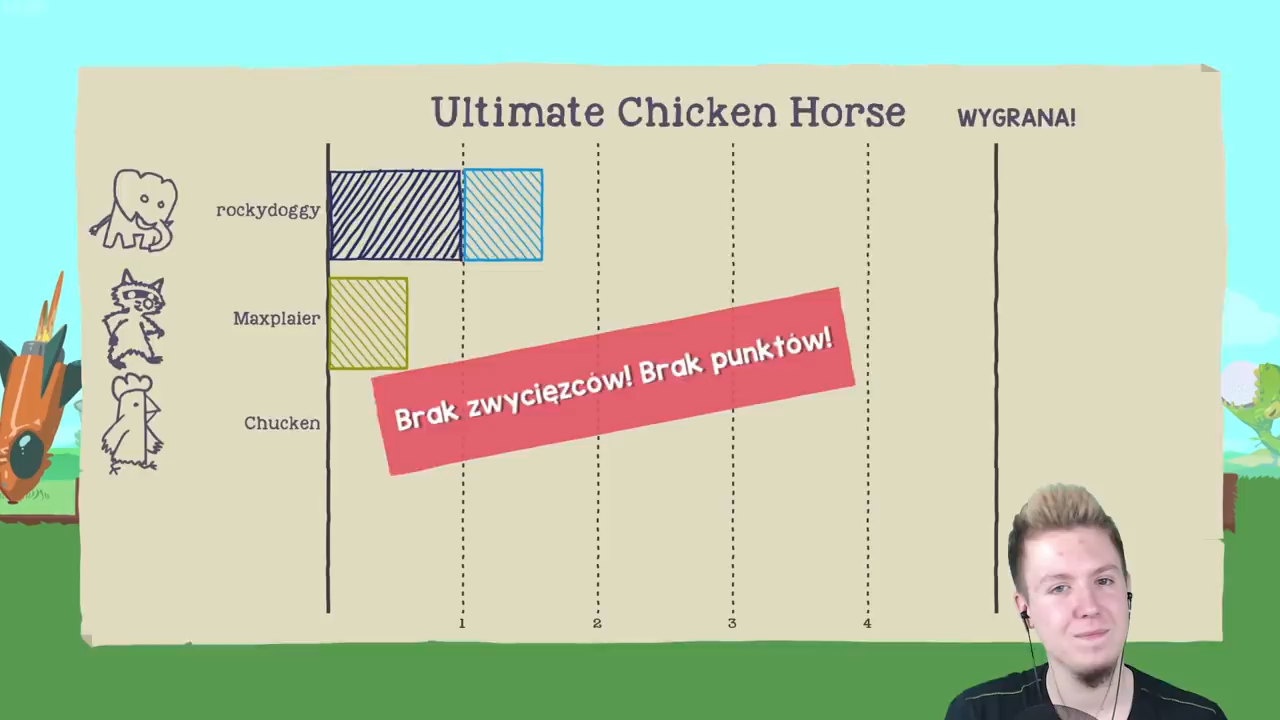 Ultimate Chicken Horse
WYGRANA!
rockydoggy
Maxplaier
Brak zwycięzców! Brak punktów!
Chucken
1 2 3 4